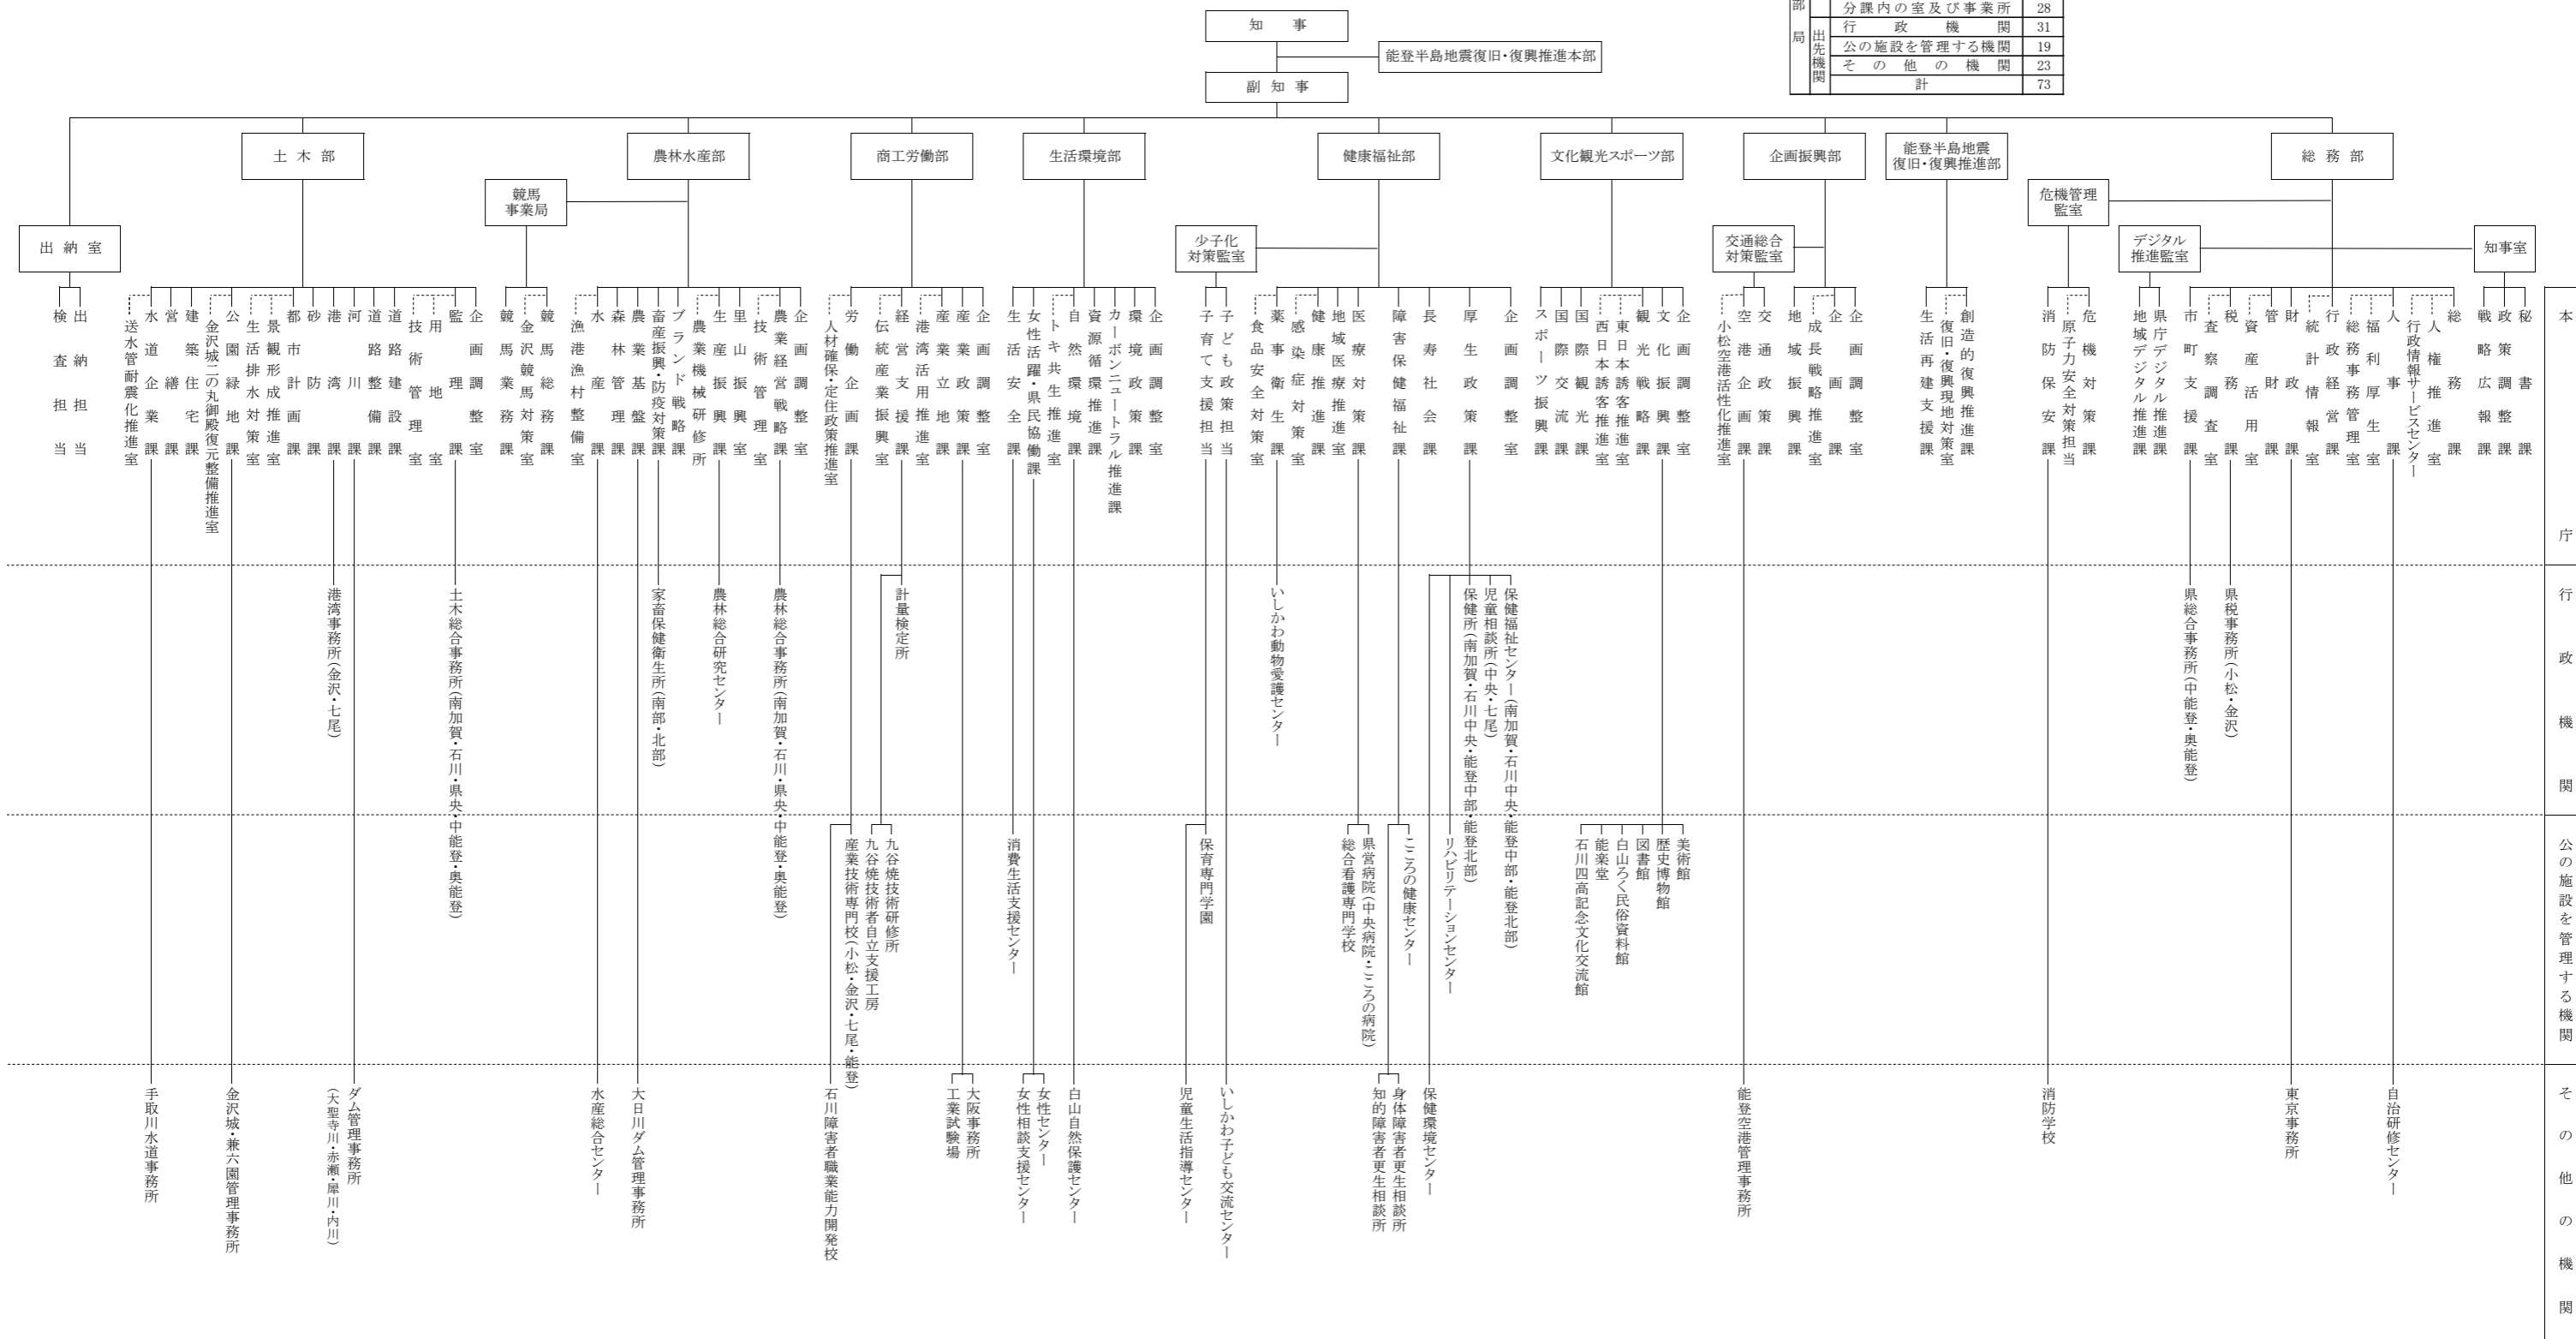 部局
分課内の室及び事業所 28
出先機関
行政機関 31
公の施設を管理する機関 19
その他の機関 23
計 73
知事
能登半島地震復旧・復興推進本部
副知事
土木部
農林水産部
商工労働部
生活環境部
健康福祉部
文化観光スポーツ部
企画振興部
能登半島地震
復旧・復興推進部
総務部
競馬
事業局
危機管理
監室
出納室
少子化
対策監室
交通総合
対策監室
デジタル
推進監室
知事室
本庁
秘書課
政策調整課
戦略広報課
総務課
人権推進室
行政情報サービスセンター
人事課
福利厚生室
総務事務管理室
行政経営課
統計情報室
財政課
管財課
資産活用室
税務課
査察調査室
市町支援課
県庁デジタル推進課
地域デジタル推進課
危機対策課
原子力安全対策担当
消防保安課
創造的復興推進課
復旧・復興現地対策室
生活再建支援課
企画調整室
企画課
成長戦略推進室
地域振興課
交通政策課
空港企画課
小松空港活性化推進室
企画調整室
文化振興課
観光戦略課
東日本誘客推進室
西日本誘客推進室
国際観光課
国際交流課
スポーツ振興課
企画調整室
厚生政策課
長寿社会課
障害保健福祉課
医療対策課
地域医療推進室
健康推進課
感染症対策室
薬事衛生課
食品安全対策室
子ども政策担当
子育て支援担当
企画調整室
環境政策課
カーボンニュートラル推進課
資源循環推進課
自然環境課
トキ共生推進室
女性活躍・県民協働課
生活安全課
企画調整室
産業政策課
産業立地課
港湾活用推進室
経営支援課
伝統産業振興室
労働企画課
人材確保・定住政策推進室
企画調整室
農業経営戦略課
技術管理室
里山振興室
生産振興課
農業機械研修所
ブランド戦略課
畜産振興・防疫対策課
農業基盤課
森林管理課
水産課
漁港漁村整備室
競馬総務課
金沢競馬対策室
競馬業務課
企画調整室
監理課
用地室
技術管理室
道路建設課
道路整備課
河川課
港湾課
砂防課
都市計画課
景観形成推進室
生活排水対策室
公園緑地課
金沢城二の丸御殿復元整備推進室
建築住宅課
営繕課
水道企業課
送水管耐震化推進室
出納担当
検査担当
行政機関
県税事務所(小松・金沢)
県総合事務所(中能登・奥能登)
保健福祉センター(南加賀・石川中央・能登中部・能登北部)
児童相談所(中央・七尾)
保健所(南加賀・石川中央・能登中部・能登北部)
いしかわ動物愛護センター
計量検定所
農林総合事務所(南加賀・石川・県央・中能登・奥能登)
農林総合研究センター
家畜保健衛生所(南部・北部)
土木総合事務所(南加賀・石川・県央・中能登・奥能登)
港湾事務所(金沢・七尾)
公の施設を管理する機関
美術館
歴史博物館
図書館
白山ろく民俗資料館
能楽堂
石川四高記念文化交流館
リハビリテーションセンター
こころの健康センター
県営病院(中央病院・こころの病院)
総合看護専門学校
保育専門学園
消費生活支援センター
九谷焼技術研修所
九谷焼技術者自立支援工房
産業技術専門校(小松・金沢・七尾・能登)
その他の機関
自治研修センター
東京事務所
消防学校
能登空港管理事務所
保健環境センター
身体障害者更生相談所
知的障害者更生相談所
いしかわ子ども交流センター
児童生活指導センター
白山自然保護センター
女性センター
女性相談支援センター
大阪事務所
工業試験場
石川障害者職業能力開発校
大日川ダム管理事務所
水産総合センター
ダム管理事務所
(大聖寺川・赤瀬・犀川・内川)
金沢城・兼六園管理事務所
手取川水道事務所